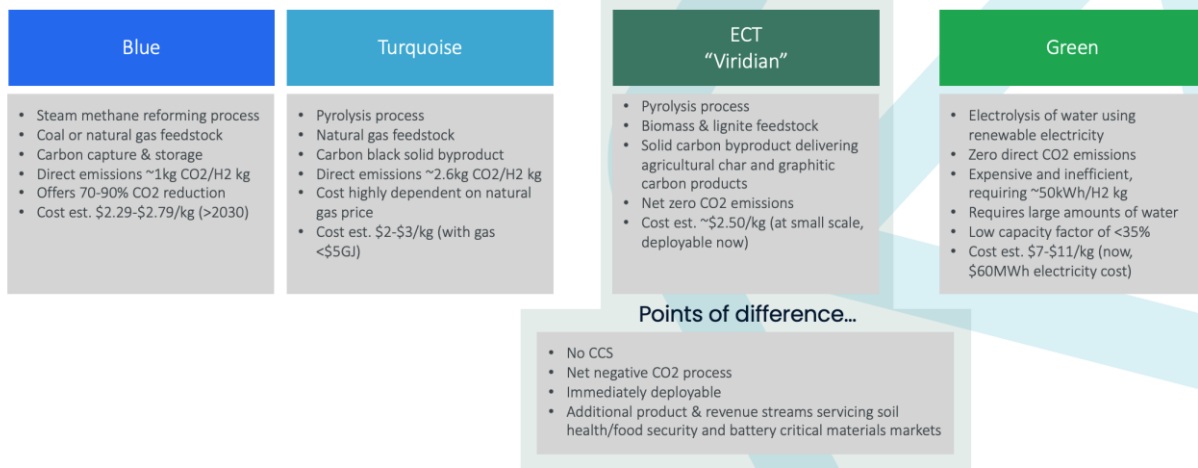 Blue
• Steam methane reforming process
• Coal or natural gas feedstock
• Carbon capture & storage
• Direct emissions ~1kg CO2/H2 kg
• Offers 70-90% CO2 reduction
• Cost est. $2.29-$2.79/kg (>2030)
Turquoise
• Pyrolysis process
• Natural gas feedstock
• Carbon black solid byproduct
• Direct emissions ~2.6kg CO2/H2 kg
• Cost highly dependent on natural
gas price
• Cost est. $2-$3/kg (with gas
<$5GJ)
ECT
“Viridian”
• Pyrolysis process
• Biomass & lignite feedstock
• Solid carbon byproduct delivering
agricultural char and graphitic
carbon products
• Net zero CO2 emissions
• Cost est. ~$2.50/kg (at small scale,
deployable now)
Green
• Electrolysis of water using
renewable electricity
• Zero direct CO2 emissions
• Expensive and inefficient,
requiring ~50kWh/H2 kg
• Requires large amounts of water
• Low capacity factor of <35%
• Cost est. $7-$11/kg (now,
$60MWh electricity cost)
Points of difference…
• No CCS
• Net negative CO2 process
• Immediately deployable
• Additional product & revenue streams servicing soil
health/food security and battery critical materials markets